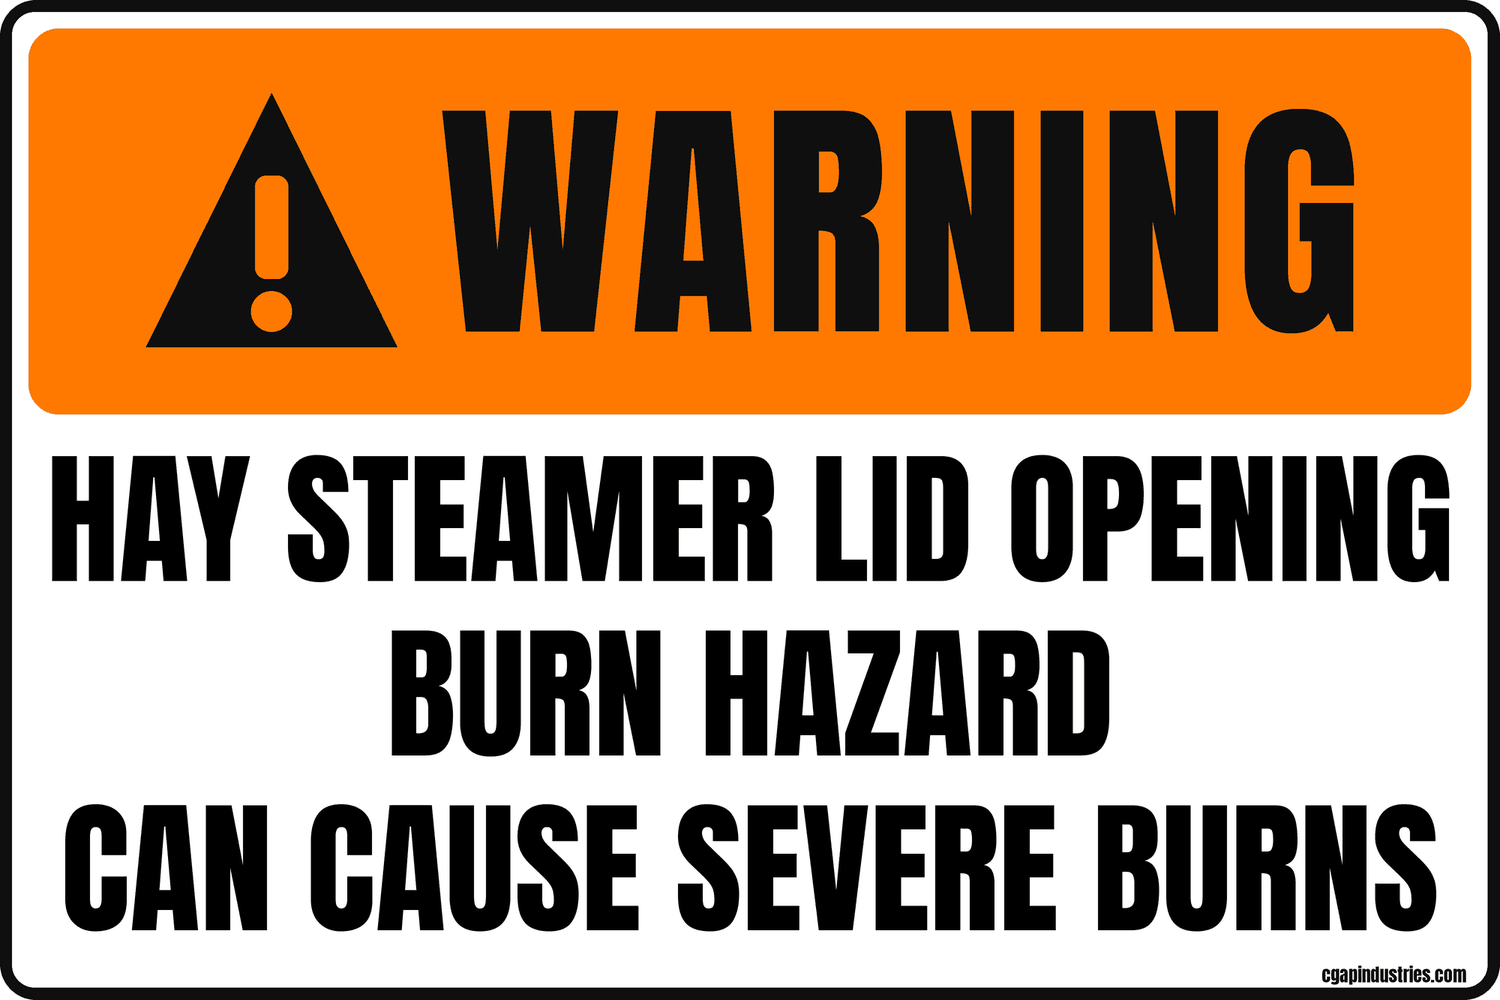 WARNING
HAY STEAMER LID OPENING
BURN HAZARD
CAN CAUSE SEVERE BURNS
cgapindustries.com